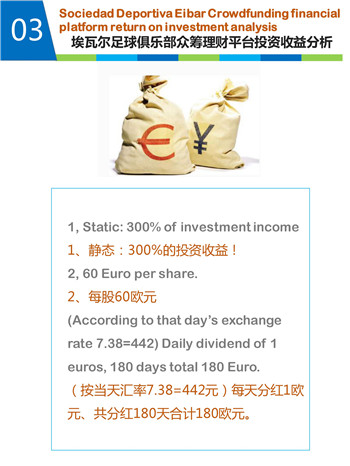 03
Sociedad Deportiva Eibar Crowdfunding financial
platform return on investment analysis
埃瓦尔足球俱乐部众筹理财平台投资收益分析
€ ¥
1, Static: 300% of investment income
1、静态：300%的投资收益！
2, 60 Euro per share.
2、每股60欧元
(According to that day's exchange
rate 7.38=442) Daily dividend of 1
euros, 180 days total 180 Euro.
（按当天汇率7.38=442元）每天分红1欧
元、共分红180天合计180欧元。